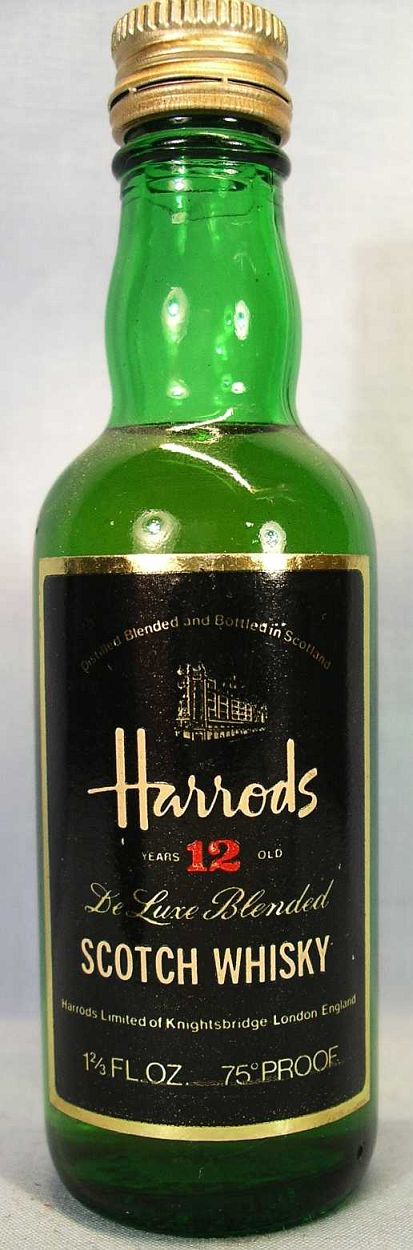 Distilled Blended and Bottled in Scotland
Harrods
YEARS 12 OLD
De Luxe Blended
SCOTCH WHISKY
Harrods Limited of Knightsbridge London England
1⅔ FL.OZ. 75° PROOF